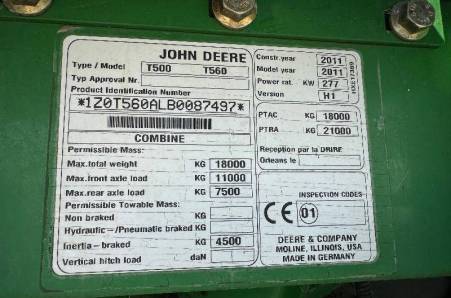 JOHN DEERE
Type / Model T500 T560
Typ Approval Nr.
Product Identification Number
*1Z0T560ALB0087497*
COMBINE
Permissible Mass:
Max.total weight KG 18000
Max.front axle load KG 11000
Max.rear axle load KG 7500
Permissible Towable Mass:
Non braked KG
Hydraulic-/Pneumatic braked KG
Inertia-braked KG 4500
Vertical hitch load daN
Constr.year 2011
Model year 2011
Power rat. KW 277
Version H1
PTAC KG 18000
PTRA KG 21000
Reception par la DRIRE
Orleans le
INSPECTION CODES
CE 01
DEERE & COMPANY
MOLINE, ILLINOIS, USA
MADE IN GERMANY